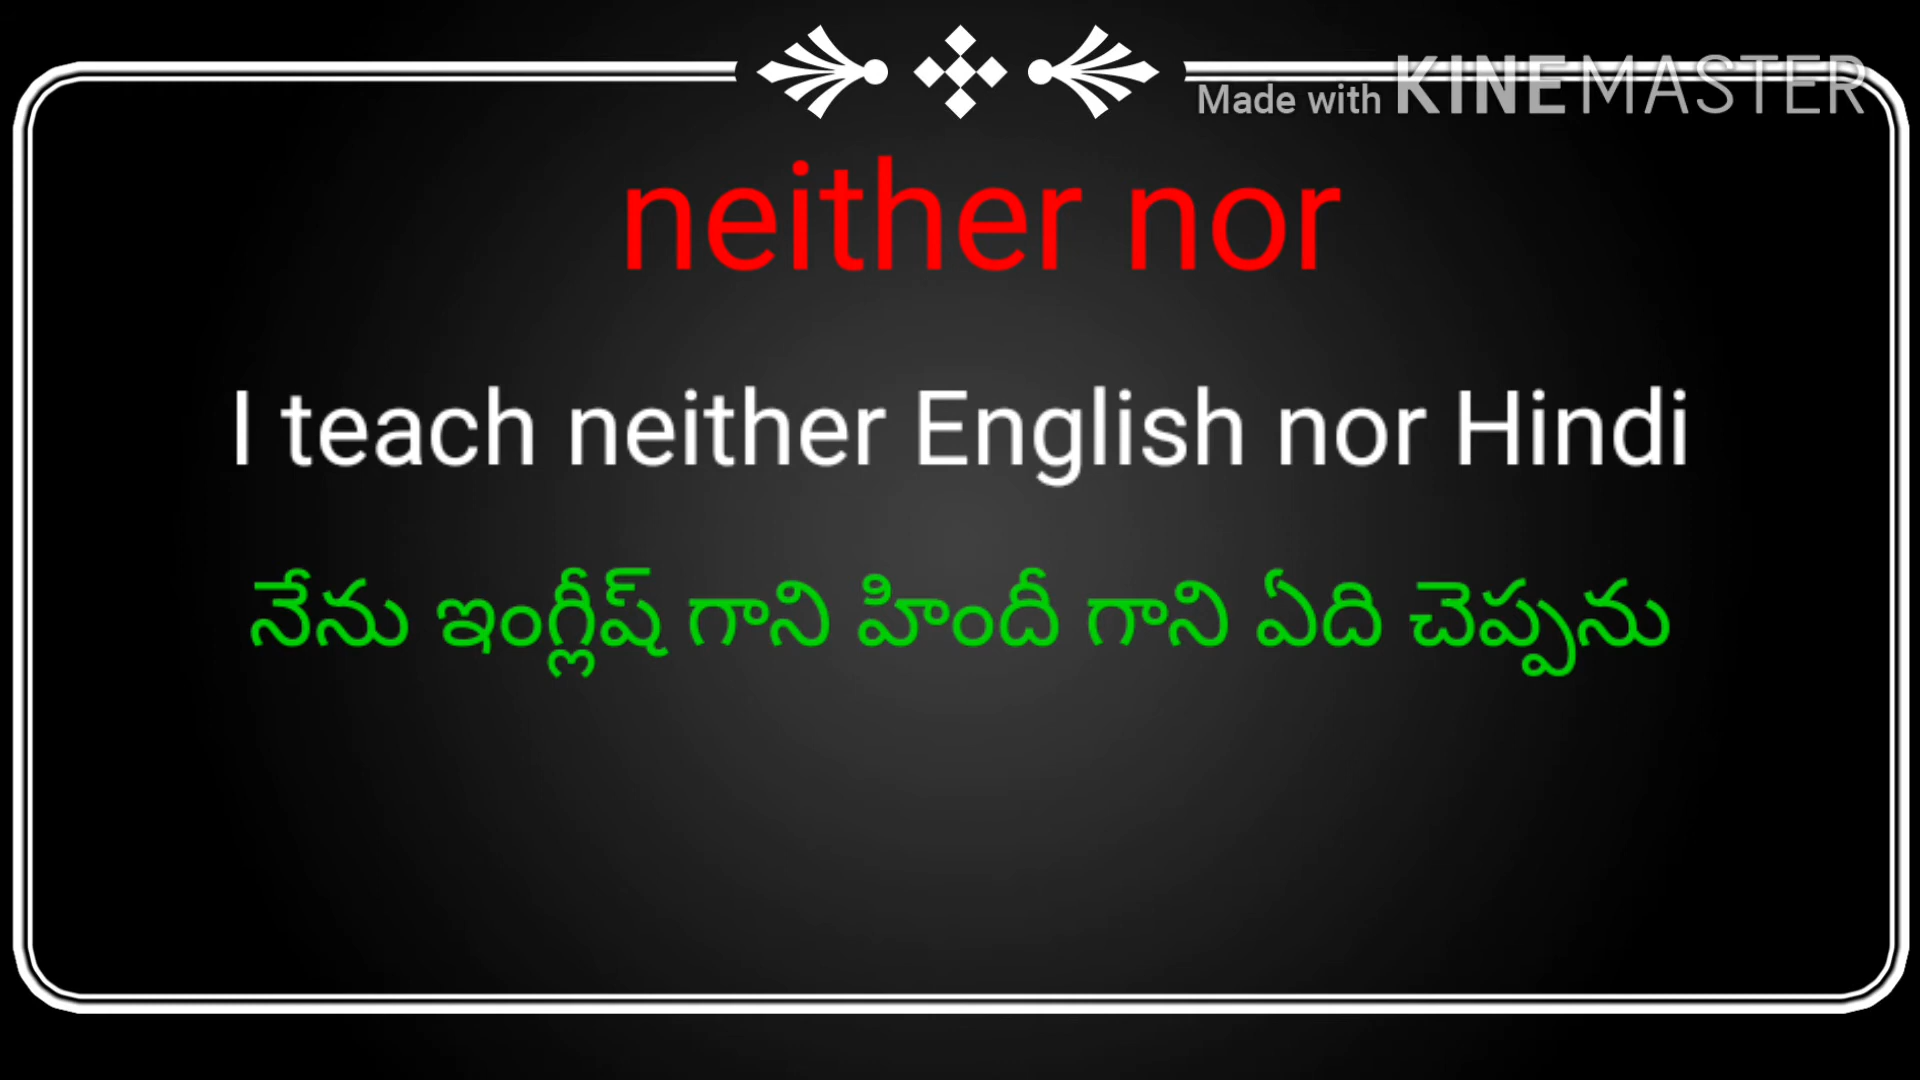 Made with KINEMASTER
neither nor
I teach neither English nor Hindi
నేను ఇంగ్లీష్ గాని హిందీ గాని ఏది చెప్పను